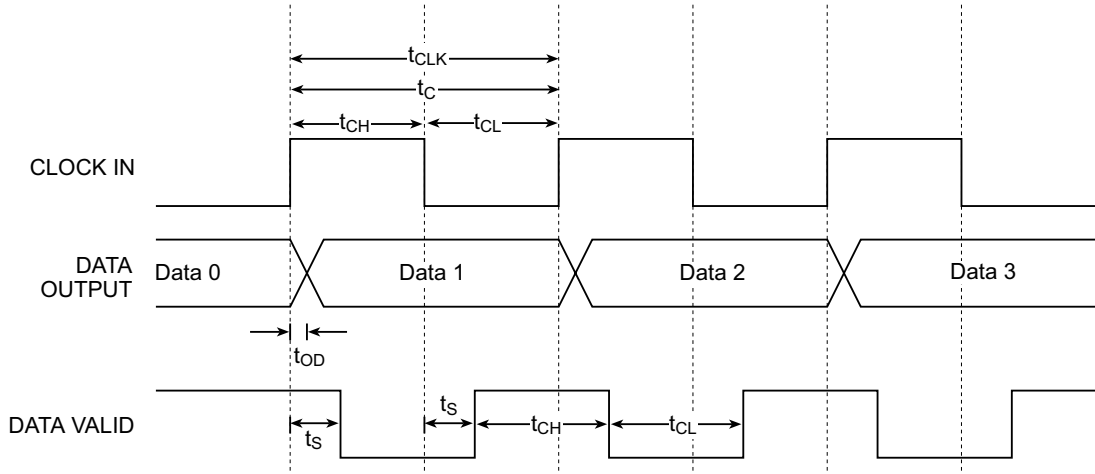 tCLK
tC
tCH
tCL
CLOCK IN
DATA
OUTPUT
Data 0
Data 1
Data 2
Data 3
tOD
DATA VALID
tS
tS
tCH
tCL